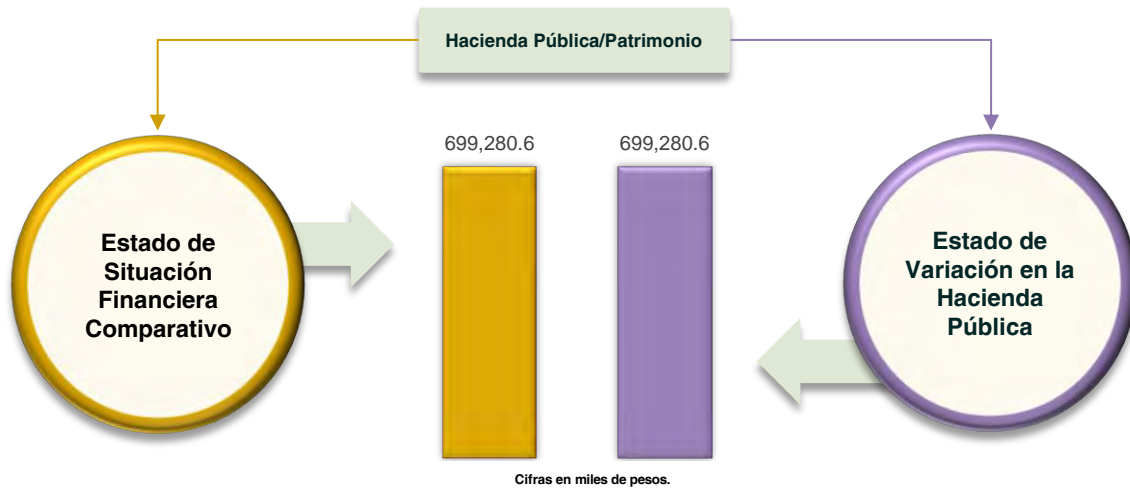 Hacienda Pública/Patrimonio
699,280.6
699,280.6
Estado de
Situación
Financiera
Comparativo
Estado de
Variación en la
Hacienda
Pública
Cifras en miles de pesos.